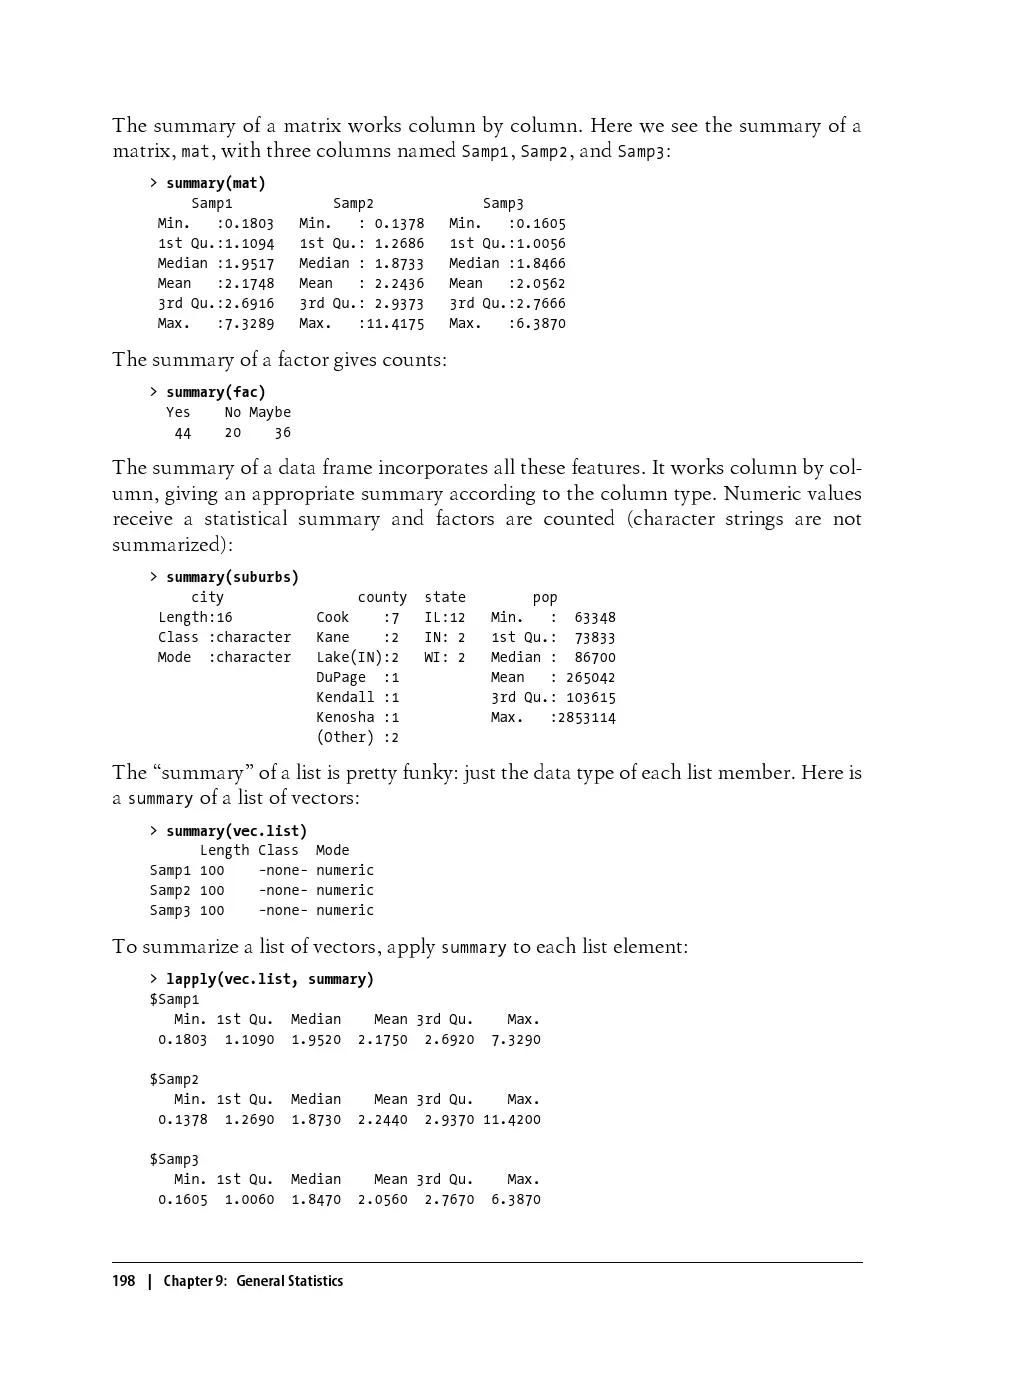 The summary of a matrix works column by column. Here we see the summary of a
matrix, mat, with three columns named Samp1, Samp2, and Samp3:
> summary(mat)
     Samp1            Samp2             Samp3
 Min.   :0.1803   Min.   : 0.1378   Min.   :0.1605
 1st Qu.:1.1094   1st Qu.: 1.2686   1st Qu.:1.0056
 Median :1.9517   Median : 1.8733   Median :1.8466
 Mean   :2.1748   Mean   : 2.2436   Mean   :2.0562
 3rd Qu.:2.6916   3rd Qu.: 2.9373   3rd Qu.:2.7666
 Max.   :7.3289   Max.   :11.4175   Max.   :6.3870
The summary of a factor gives counts:
> summary(fac)
  Yes    No Maybe
   44    20    36
The summary of a data frame incorporates all these features. It works column by col-
umn, giving an appropriate summary according to the column type. Numeric values
receive a statistical summary and factors are counted (character strings are not
summarized):
> summary(suburbs)
     city                county  state        pop
 Length:16          Cook    :7   IL:12   Min.   :  63348
 Class :character   Kane    :2   IN: 2   1st Qu.:  73833
 Mode  :character   Lake(IN):2   WI: 2   Median :  86700
                    DuPage  :1           Mean   : 265042
                    Kendall :1           3rd Qu.: 103615
                    Kenosha :1           Max.   :2853114
                    (Other) :2
The “summary” of a list is pretty funky: just the data type of each list member. Here is
a summary of a list of vectors:
> summary(vec.list)
      Length Class  Mode
Samp1 100    -none- numeric
Samp2 100    -none- numeric
Samp3 100    -none- numeric
To summarize a list of vectors, apply summary to each list element:
> lapply(vec.list, summary)
$Samp1
   Min. 1st Qu.  Median    Mean 3rd Qu.    Max.
 0.1803  1.1090  1.9520  2.1750  2.6920  7.3290
$Samp2
   Min. 1st Qu.  Median    Mean 3rd Qu.    Max.
 0.1378  1.2690  1.8730  2.2440  2.9370 11.4200
$Samp3
   Min. 1st Qu.  Median    Mean 3rd Qu.    Max.
 0.1605  1.0060  1.8470  2.0560  2.7670  6.3870
198 | Chapter 9: General Statistics